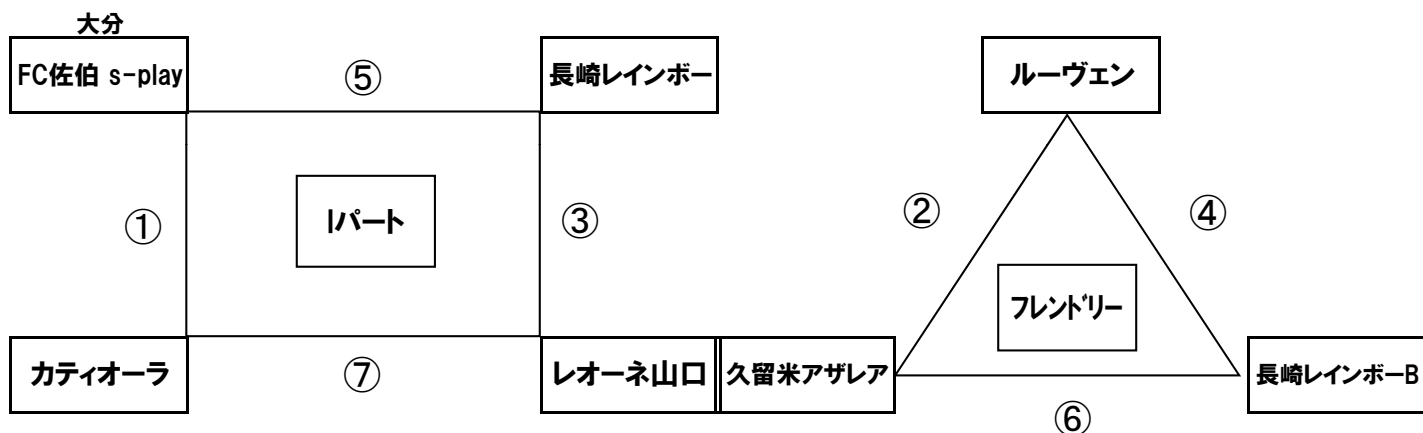 大分
FC佐伯 s-play
⑤
長崎レインボー
ルーヴェン
①
Iパート
③
②
④
フレンドリー
カティオーラ
⑦
レオーネ山口
久留米アザレア
⑥
長崎レインボーB